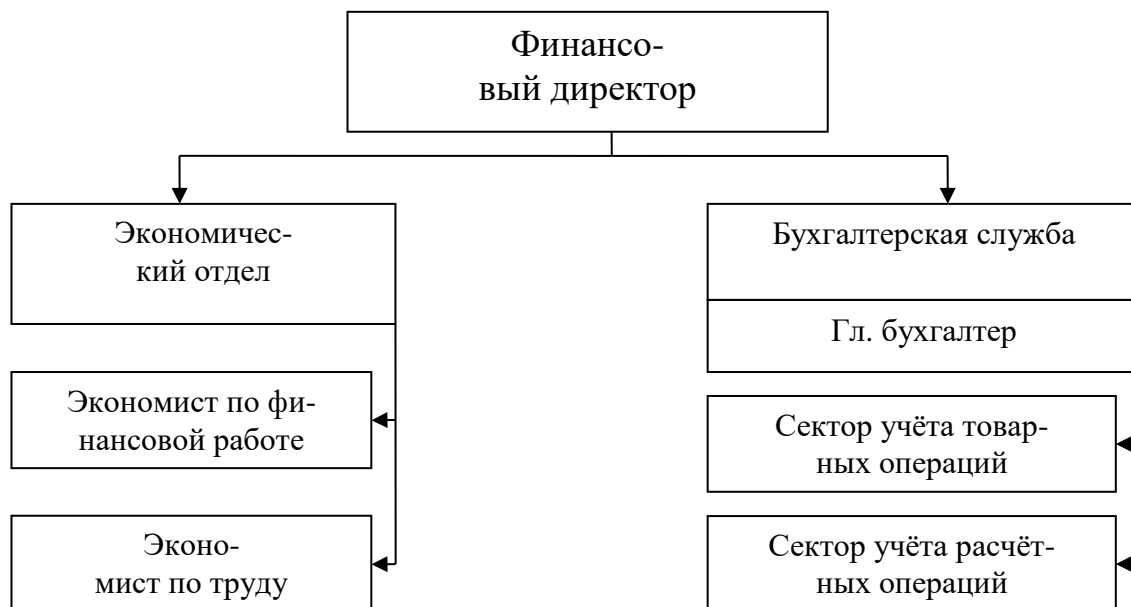 Финансо-
вый директор
Экономичес-
кий отдел
Бухгалтерская служба
Гл. бухгалтер
Экономист по фи-
нансовой работе
Сектор учёта товар-
ных операций
Эконо-
мист по труду
Сектор учёта расчёт-
ных операций